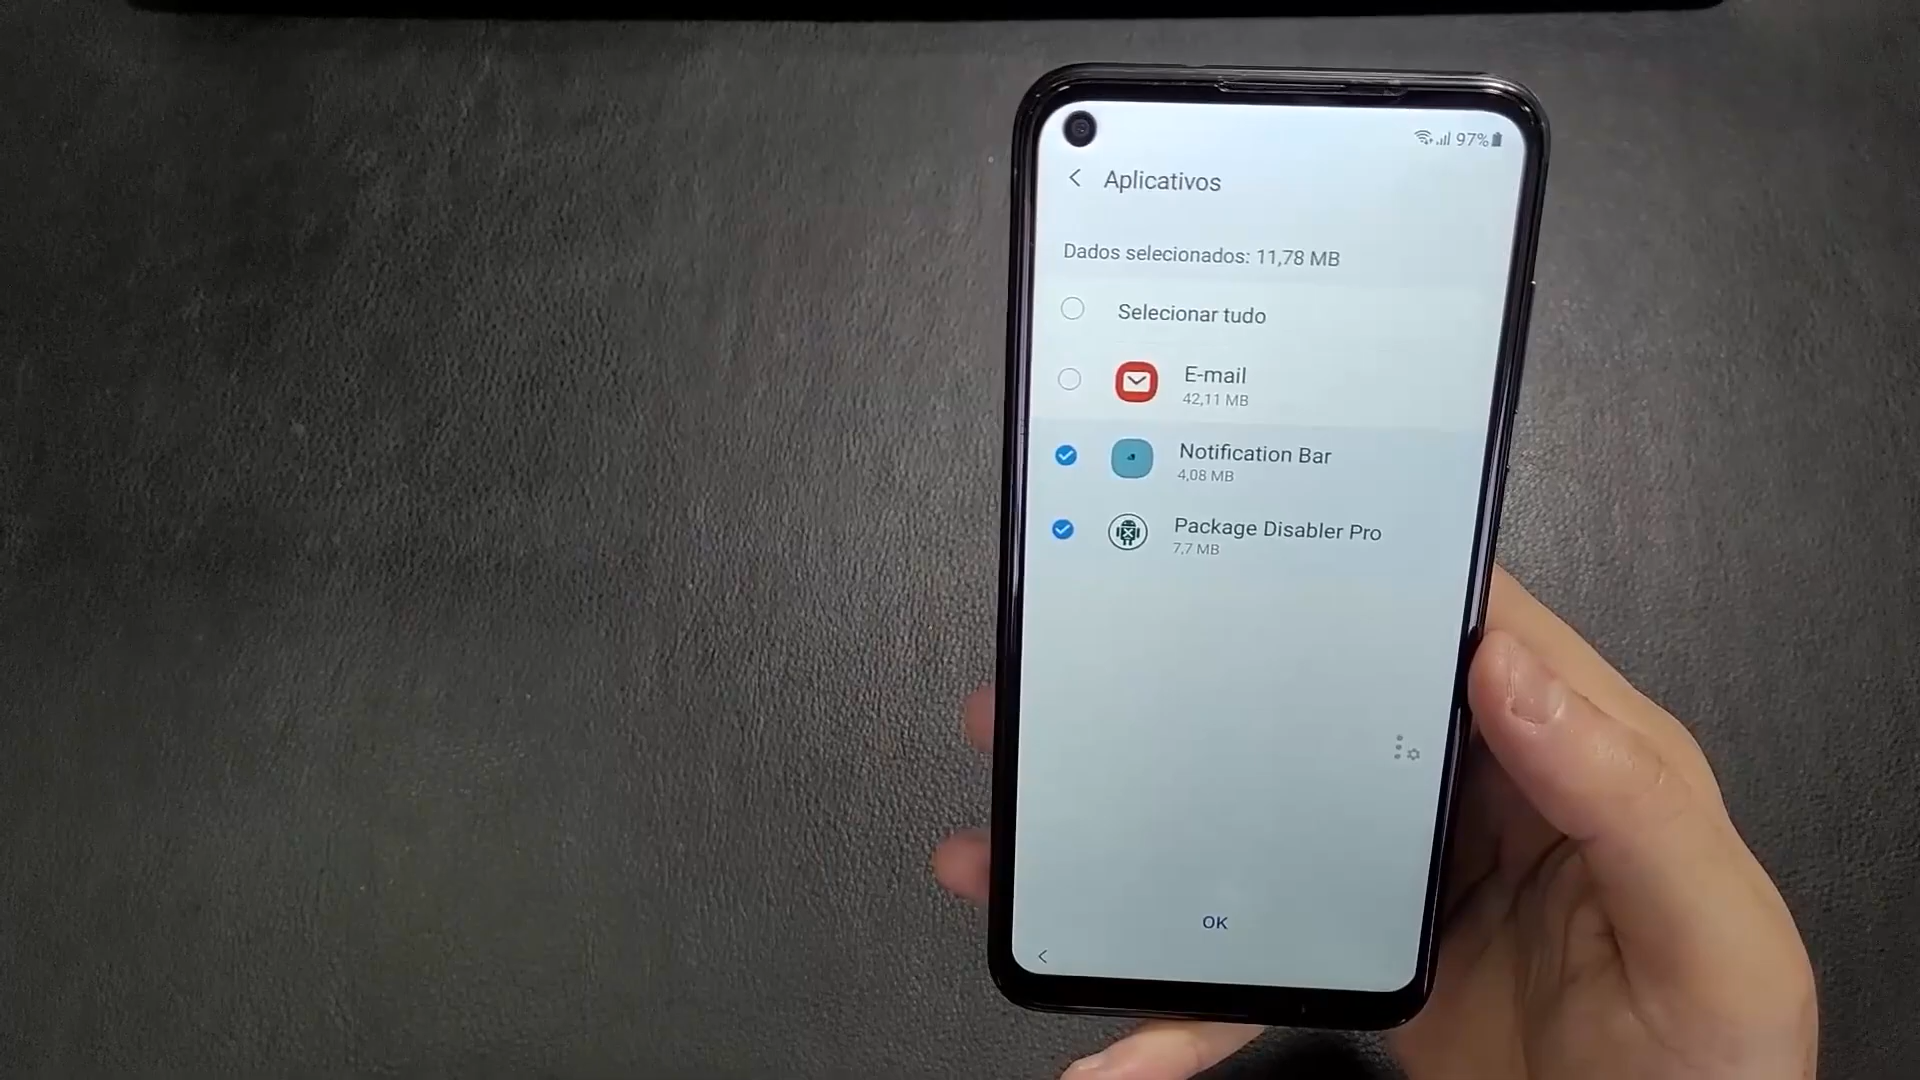 97%
Aplicativos
Dados selecionados: 11,78 MB
Selecionar tudo
E-mail
42,11 MB
Notification Bar
4,08 MB
Package Disabler Pro
7,7 MB
OK